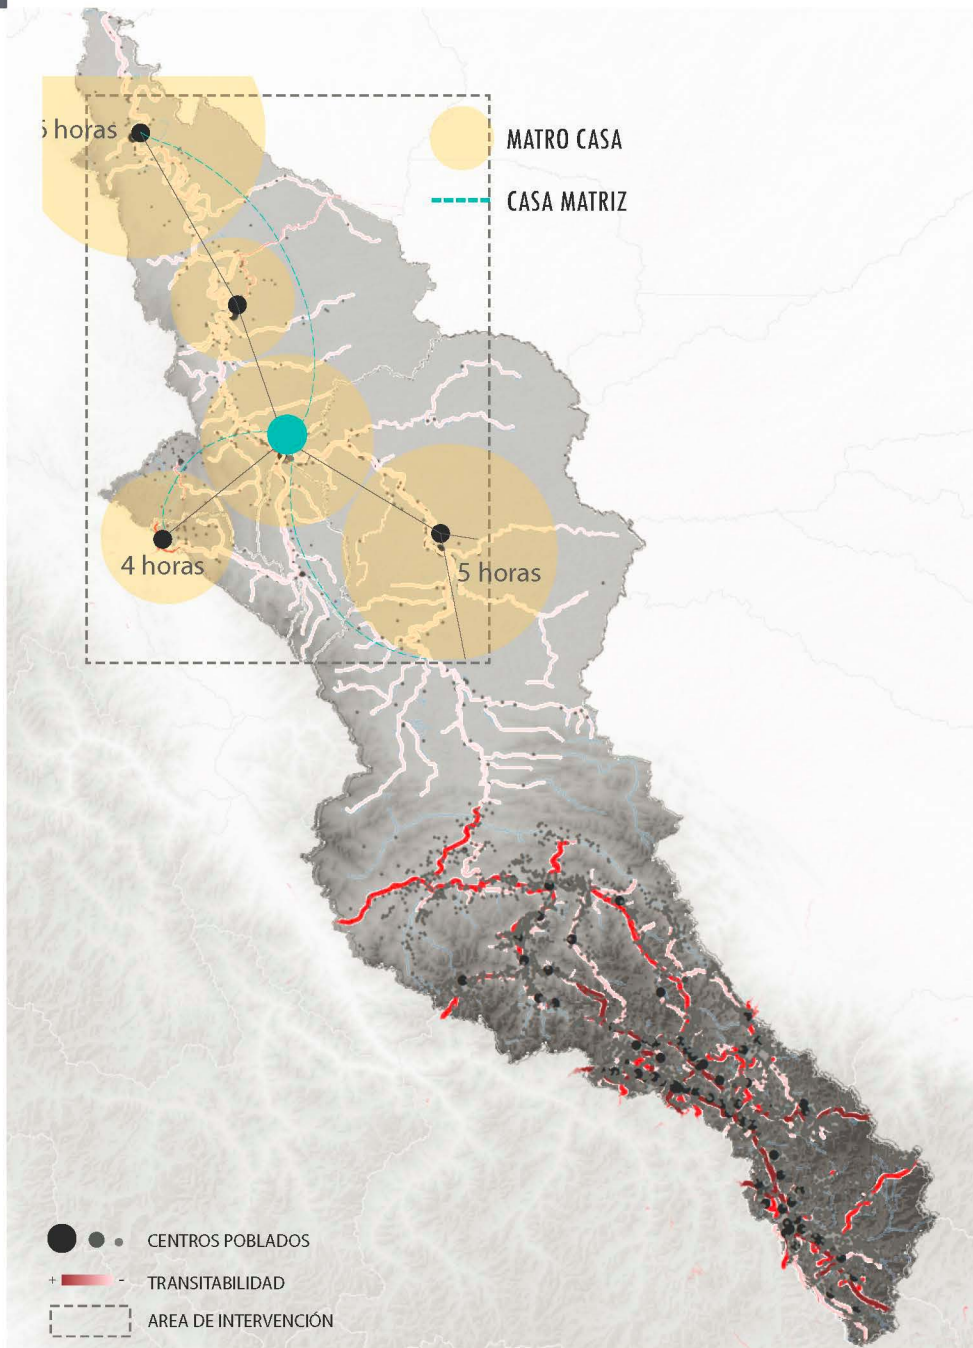 horas
MATRO CASA
CASA MATRIZ
4 horas
5 horas
CENTROS POBLADOS
+ -
TRANSITABILIDAD
AREA DE INTERVENCIÓN